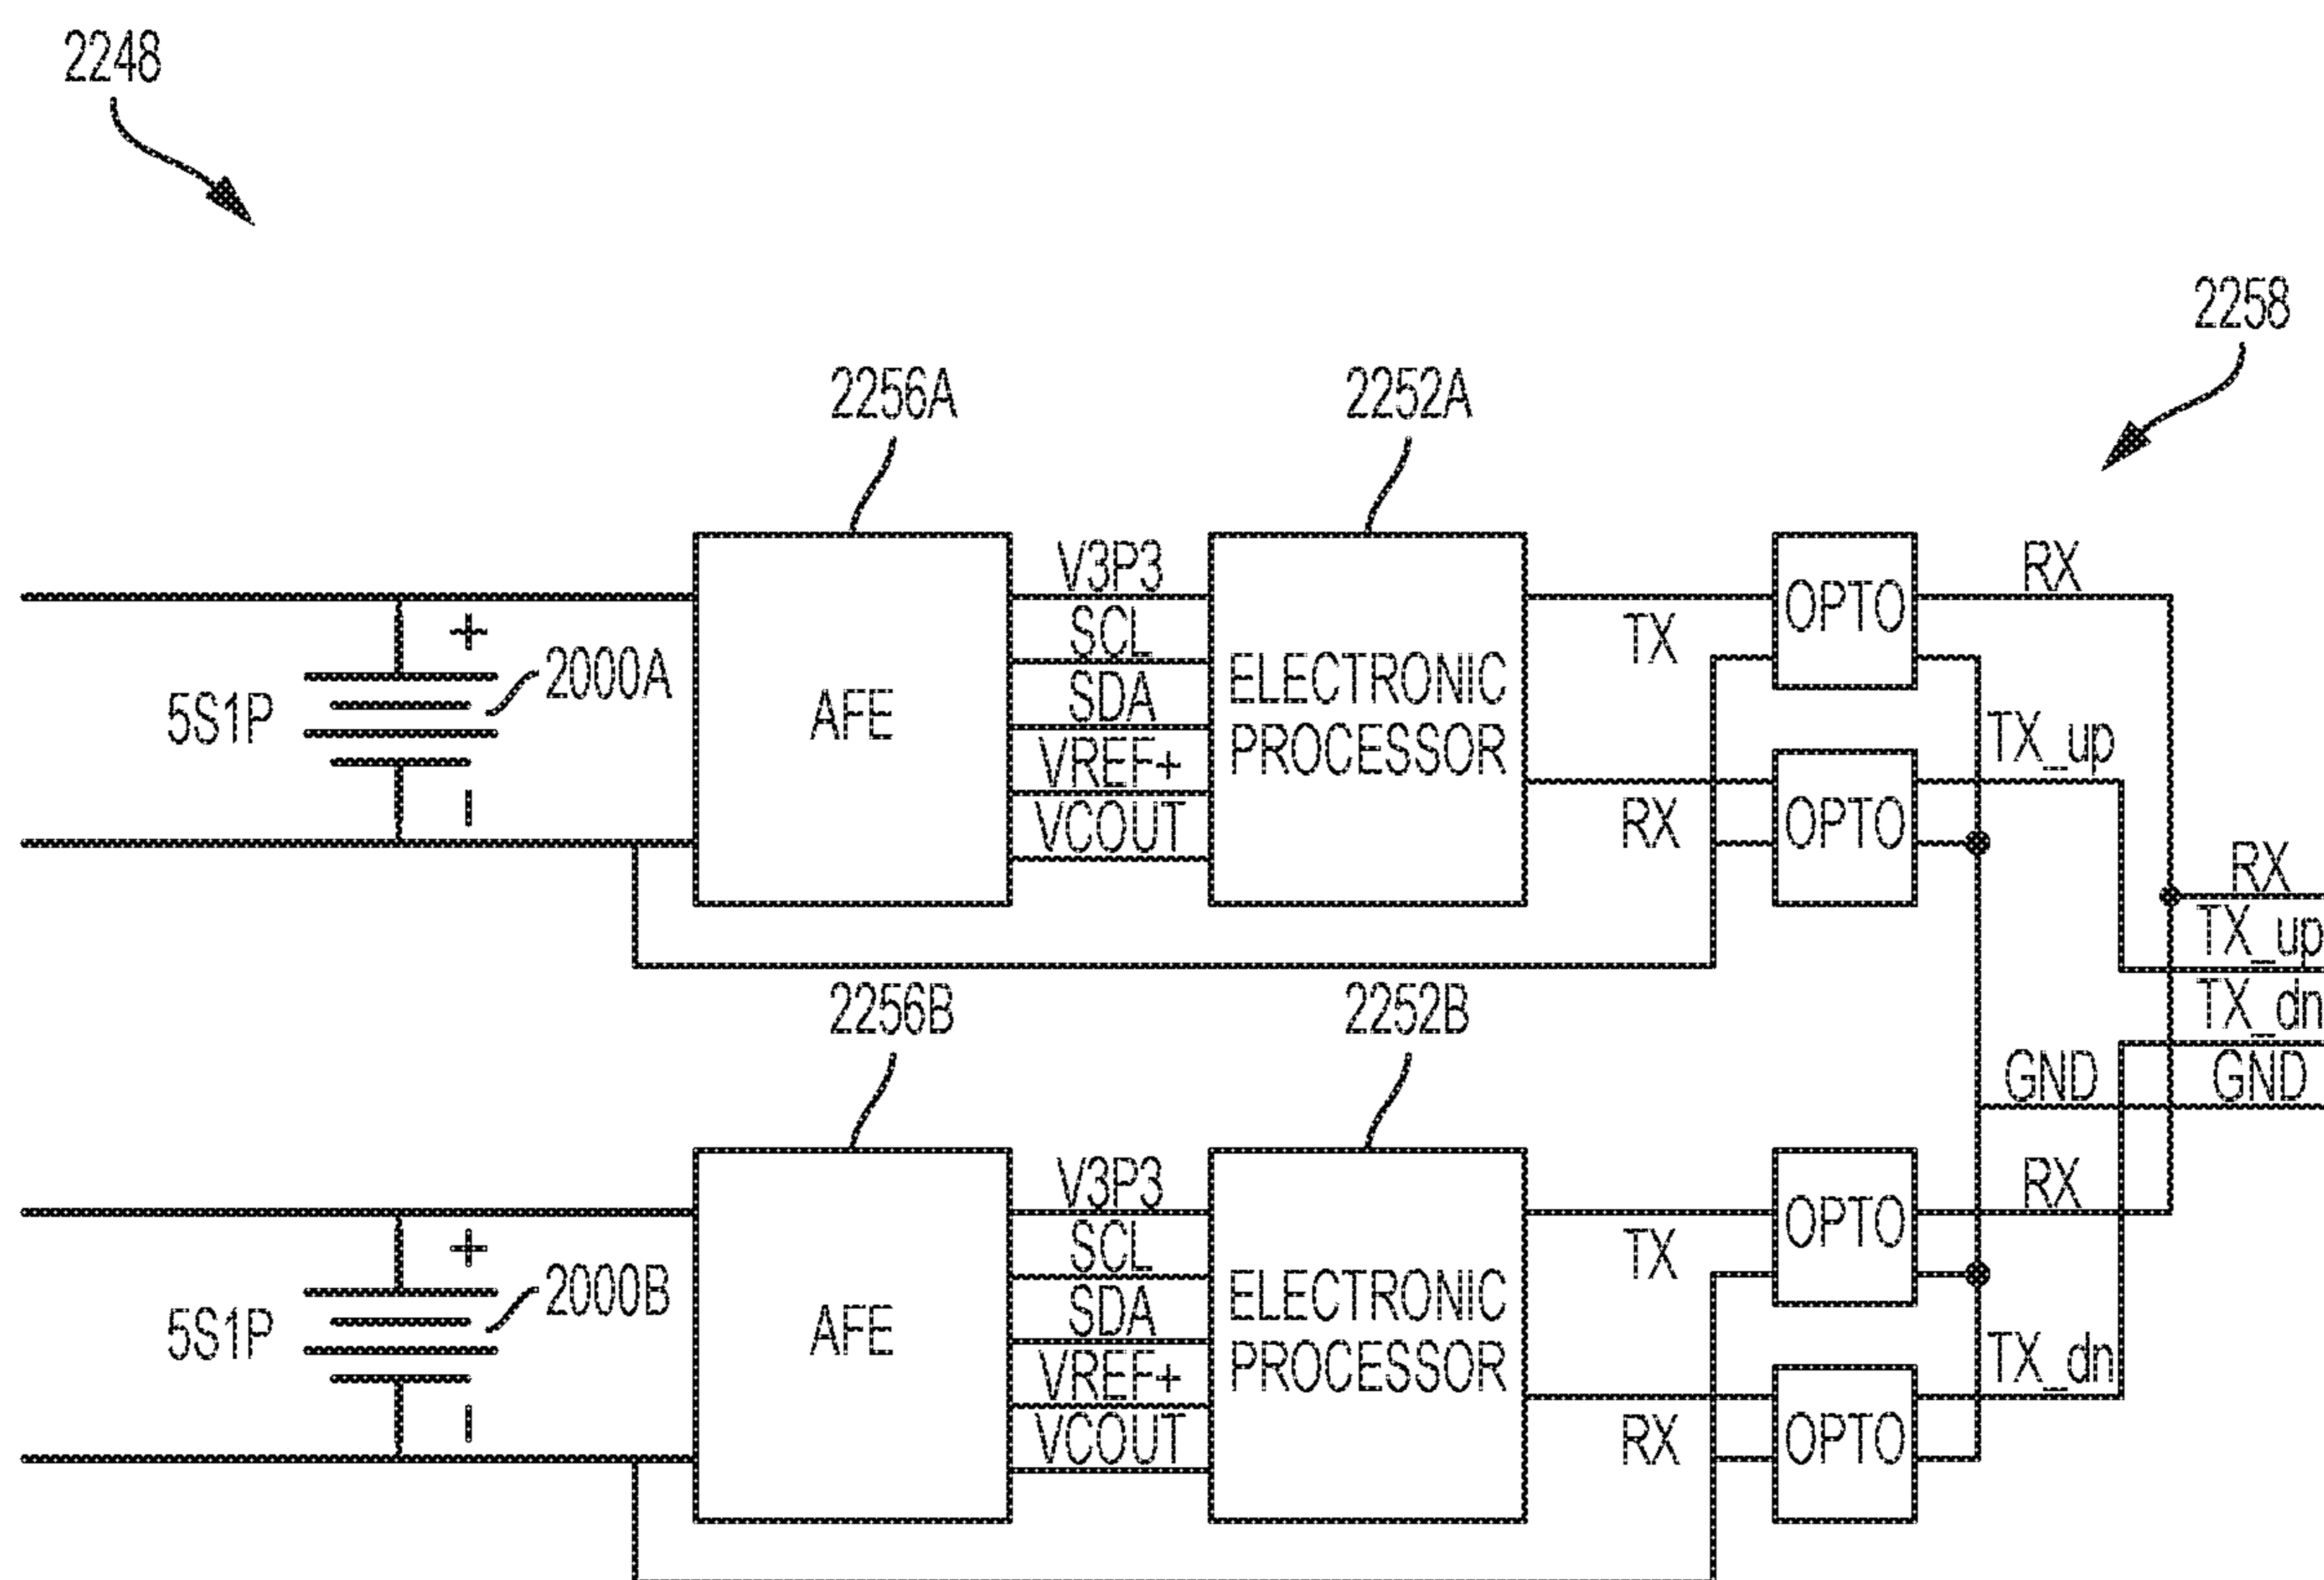 2248
2258
2256A
2252A
V3P3
SCL
SDA
VREF+
VCOUT
+
5S1P
2000A
−
AFE
ELECTRONIC
PROCESSOR
TX
RX
OPTO
OPTO
RX
TX_up
RX
TX_up
TX_dn
GND
GND
2256B
2252B
V3P3
SCL
SDA
VREF+
VCOUT
+
5S1P
2000B
−
AFE
ELECTRONIC
PROCESSOR
TX
RX
OPTO
OPTO
RX
TX_dn